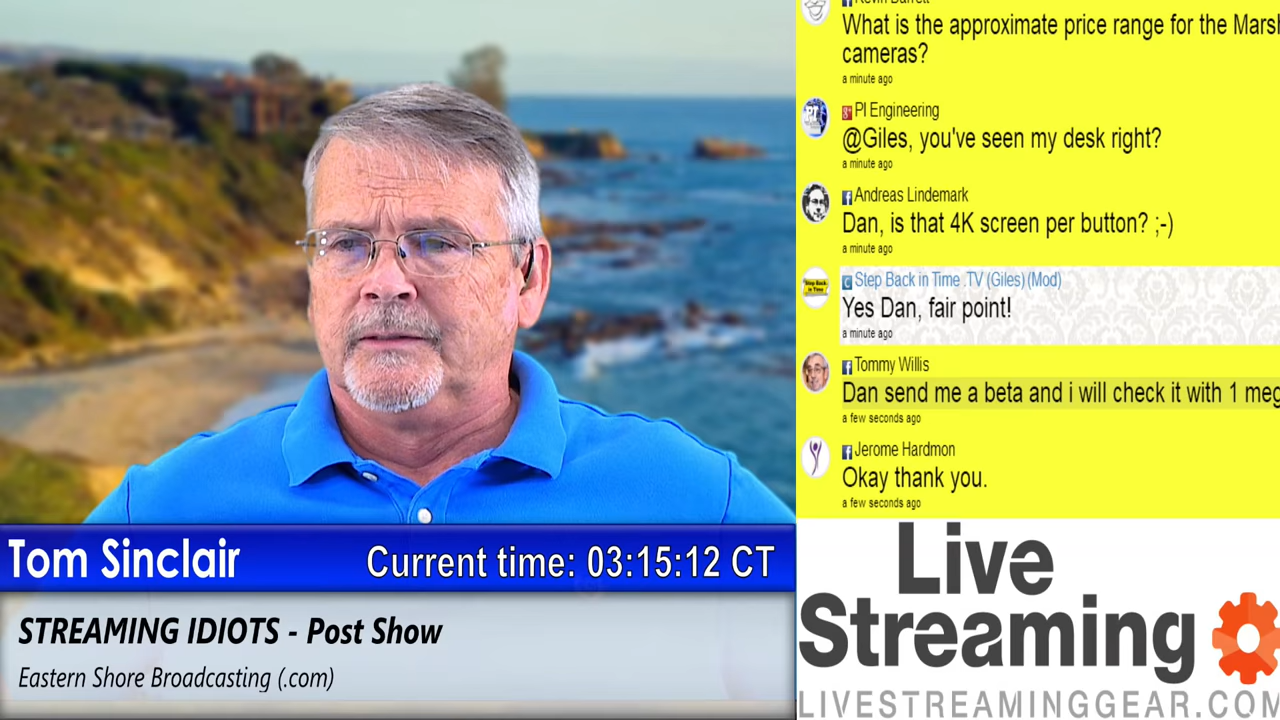 Kevin Barrett
What is the approximate price range for the Marsh
cameras?
a minute ago
PI Engineering
@Giles, you've seen my desk right?
a minute ago
Andreas Lindemark
Dan, is that 4K screen per button? ;-)
a minute ago
Step Back in Time .TV (Giles) (Mod)
Yes Dan, fair point!
a minute ago
Tommy Willis
Dan send me a beta and i will check it with 1 meg
a few seconds ago
Jerome Hardmon
Okay thank you.
a few seconds ago
Tom Sinclair
Current time: 03:15:12 CT
STREAMING IDIOTS - Post Show
Eastern Shore Broadcasting (.com)
Live
Streaming
LIVESTREAMINGGEAR.COM